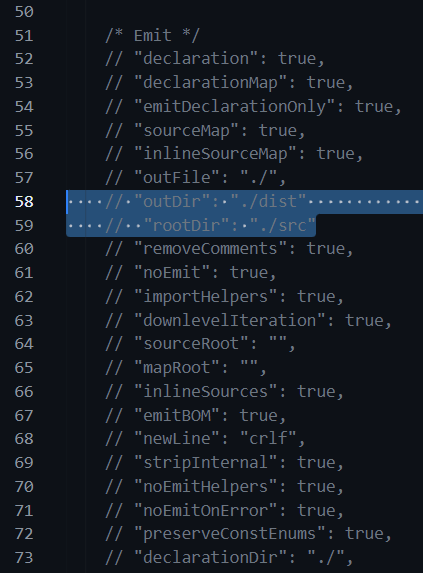 50
51 /* Emit */
52 // "declaration": true,
53 // "declarationMap": true,
54 // "emitDeclarationOnly": true,
55 // "sourceMap": true,
56 // "inlineSourceMap": true,
57 // "outFile": "./",
58 // "outDir": "./dist"
59 //  "rootDir": "./src"
60 // "removeComments": true,
61 // "noEmit": true,
62 // "importHelpers": true,
63 // "downlevelIteration": true,
64 // "sourceRoot": "",
65 // "mapRoot": "",
66 // "inlineSources": true,
67 // "emitBOM": true,
68 // "newLine": "crlf",
69 // "stripInternal": true,
70 // "noEmitHelpers": true,
71 // "noEmitOnError": true,
72 // "preserveConstEnums": true,
73 // "declarationDir": "./",